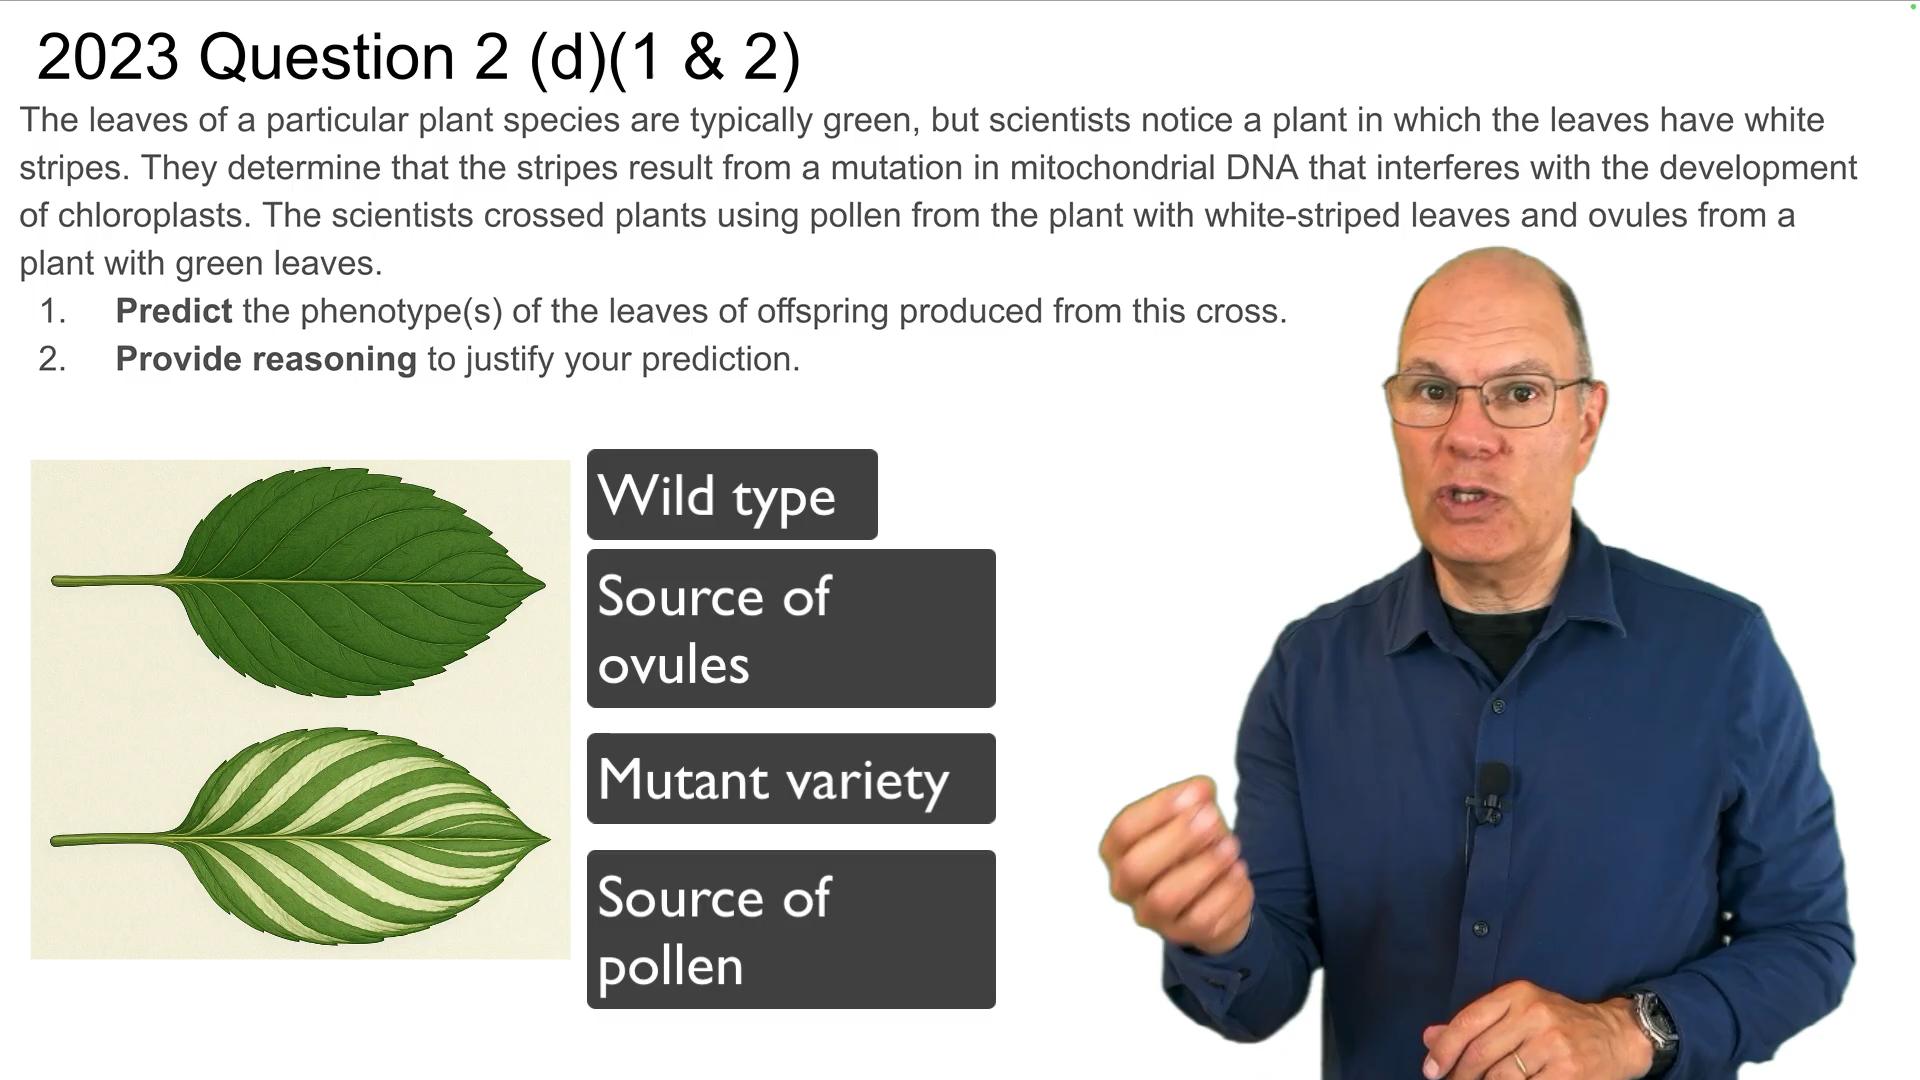 2023 Question 2 (d)(1 & 2)
The leaves of a particular plant species are typically green, but scientists notice a plant in which the leaves have white
stripes. They determine that the stripes result from a mutation in mitochondrial DNA that interferes with the development
of chloroplasts. The scientists crossed plants using pollen from the plant with white-striped leaves and ovules from a
plant with green leaves.
1. Predict the phenotype(s) of the leaves of offspring produced from this cross.
2. Provide reasoning to justify your prediction.
Wild type
Source of
ovules
Mutant variety
Source of
pollen